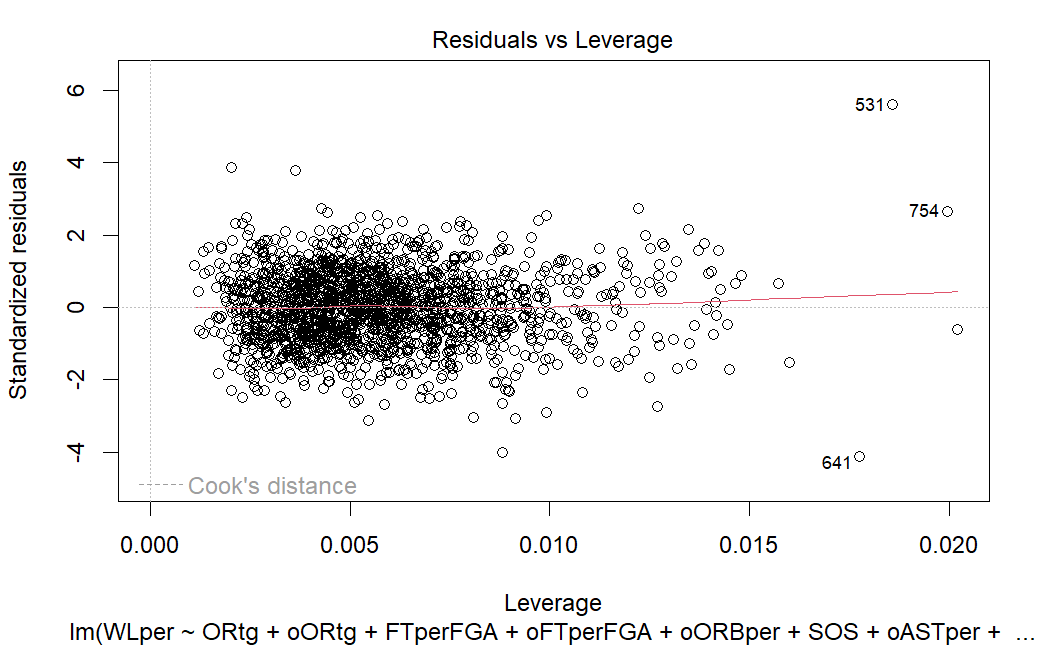 Residuals vs Leverage
Standardized residuals
6
4
2
0
-2
-4
531
754
641
Cook's distance
0.000 0.005 0.010 0.015 0.020
Leverage
lm(WLper ~ ORtg + oORtg + FTperFGA + oFTperFGA + oORBper + SOS + oASTper + ...